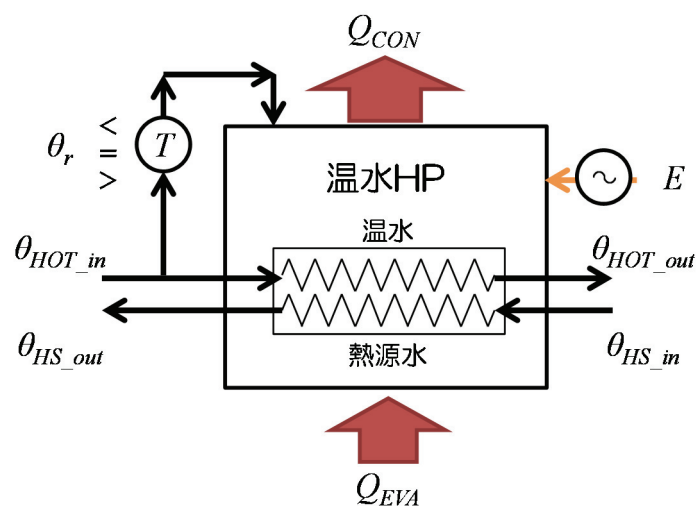 Q_CON
<
θ_r = T
>
温水HP
~ E
温水
θ_HOT_in
θ_HOT_out
θ_HS_out
θ_HS_in
熱源水
Q_EVA